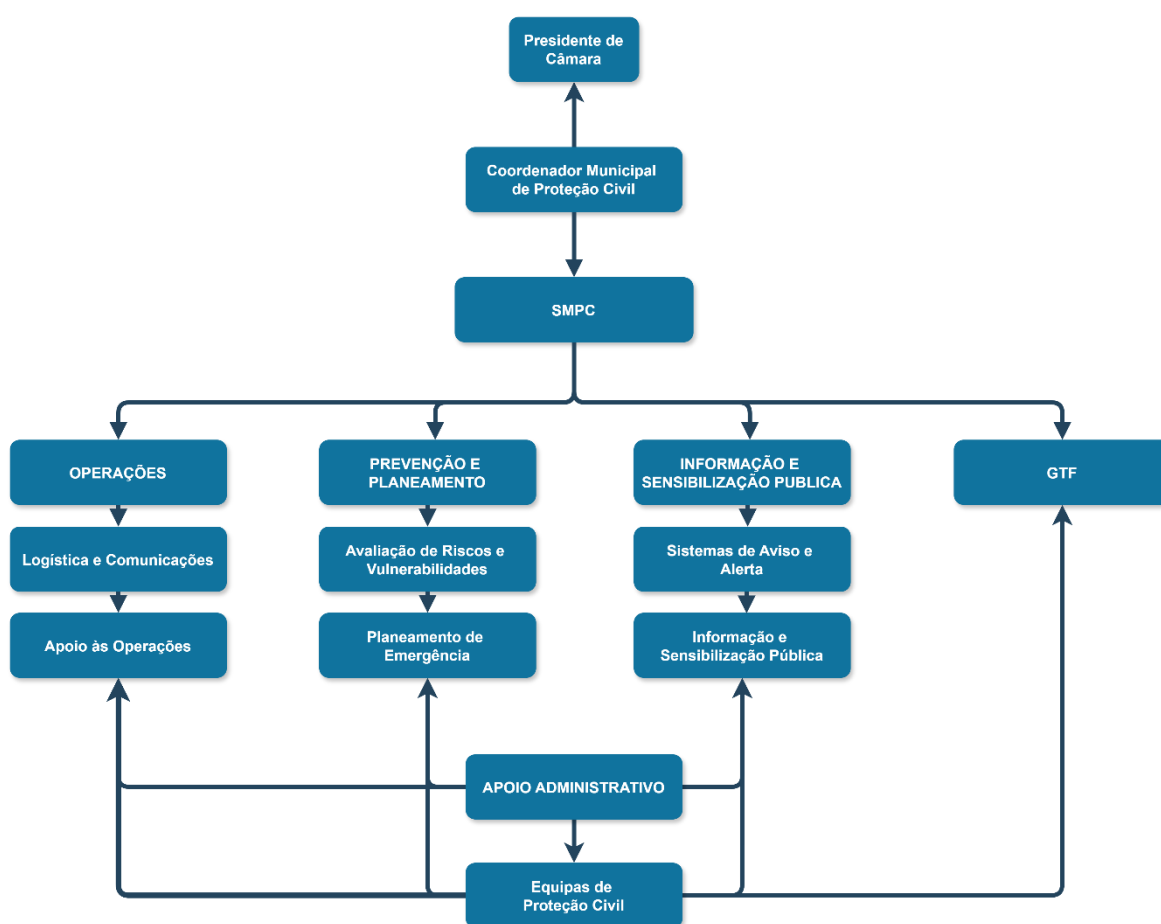 Presidente de
Câmara
Coordenador Municipal
de Proteção Civil
SMPC
OPERAÇÕES
PREVENÇÃO E
PLANEAMENTO
INFORMAÇÃO E
SENSIBILIZAÇÃO PUBLICA
GTF
Logística e Comunicações
Avaliação de Riscos e
Vulnerabilidades
Sistemas de Aviso e
Alerta
Apoio às Operações
Planeamento de
Emergência
Informação e
Sensibilização Pública
APOIO ADMINISTRATIVO
Equipas de
Proteção Civil